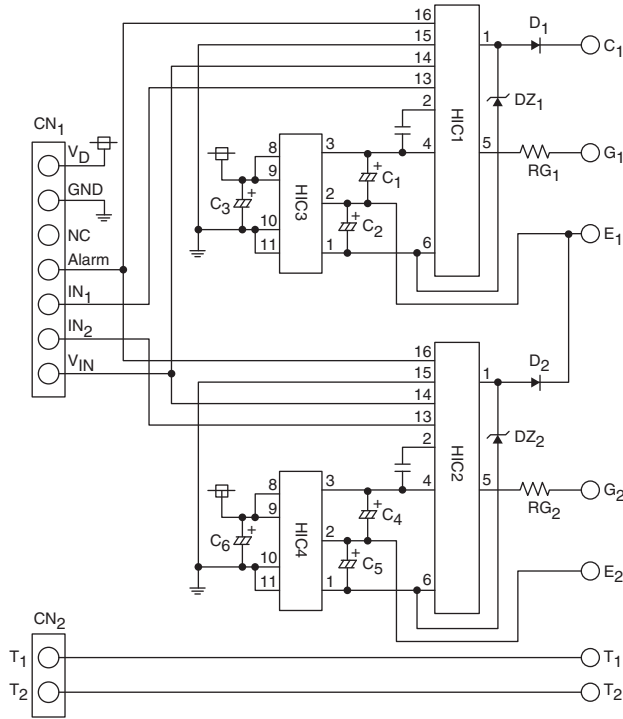 CN1
VD
GND
NC
Alarm
IN1
IN2
VIN
16
15
14
13
2
4
6
1
5
HIC1
D1
C1
DZ1
RG1
G1
E1
8
9
10
11
3
2
1
HIC3
C3
+
C1
+
C2
+
16
15
14
13
2
4
6
1
5
HIC2
D2
DZ2
RG2
G2
E2
8
9
10
11
3
2
1
HIC4
C6
+
C4
+
C5
+
CN2
T1
T2
T1
T2